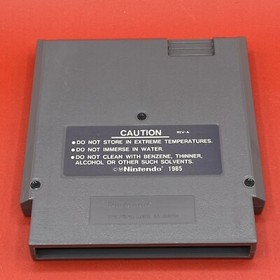 CAUTION
REV-A
●DO NOT STORE IN EXTREME TEMPERATURES.
●DO NOT IMMERSE IN WATER.
●DO NOT CLEAN WITH BENZENE, THINNER,
ALCOHOL OR OTHER SUCH SOLVENTS.
©Nintendo 1985